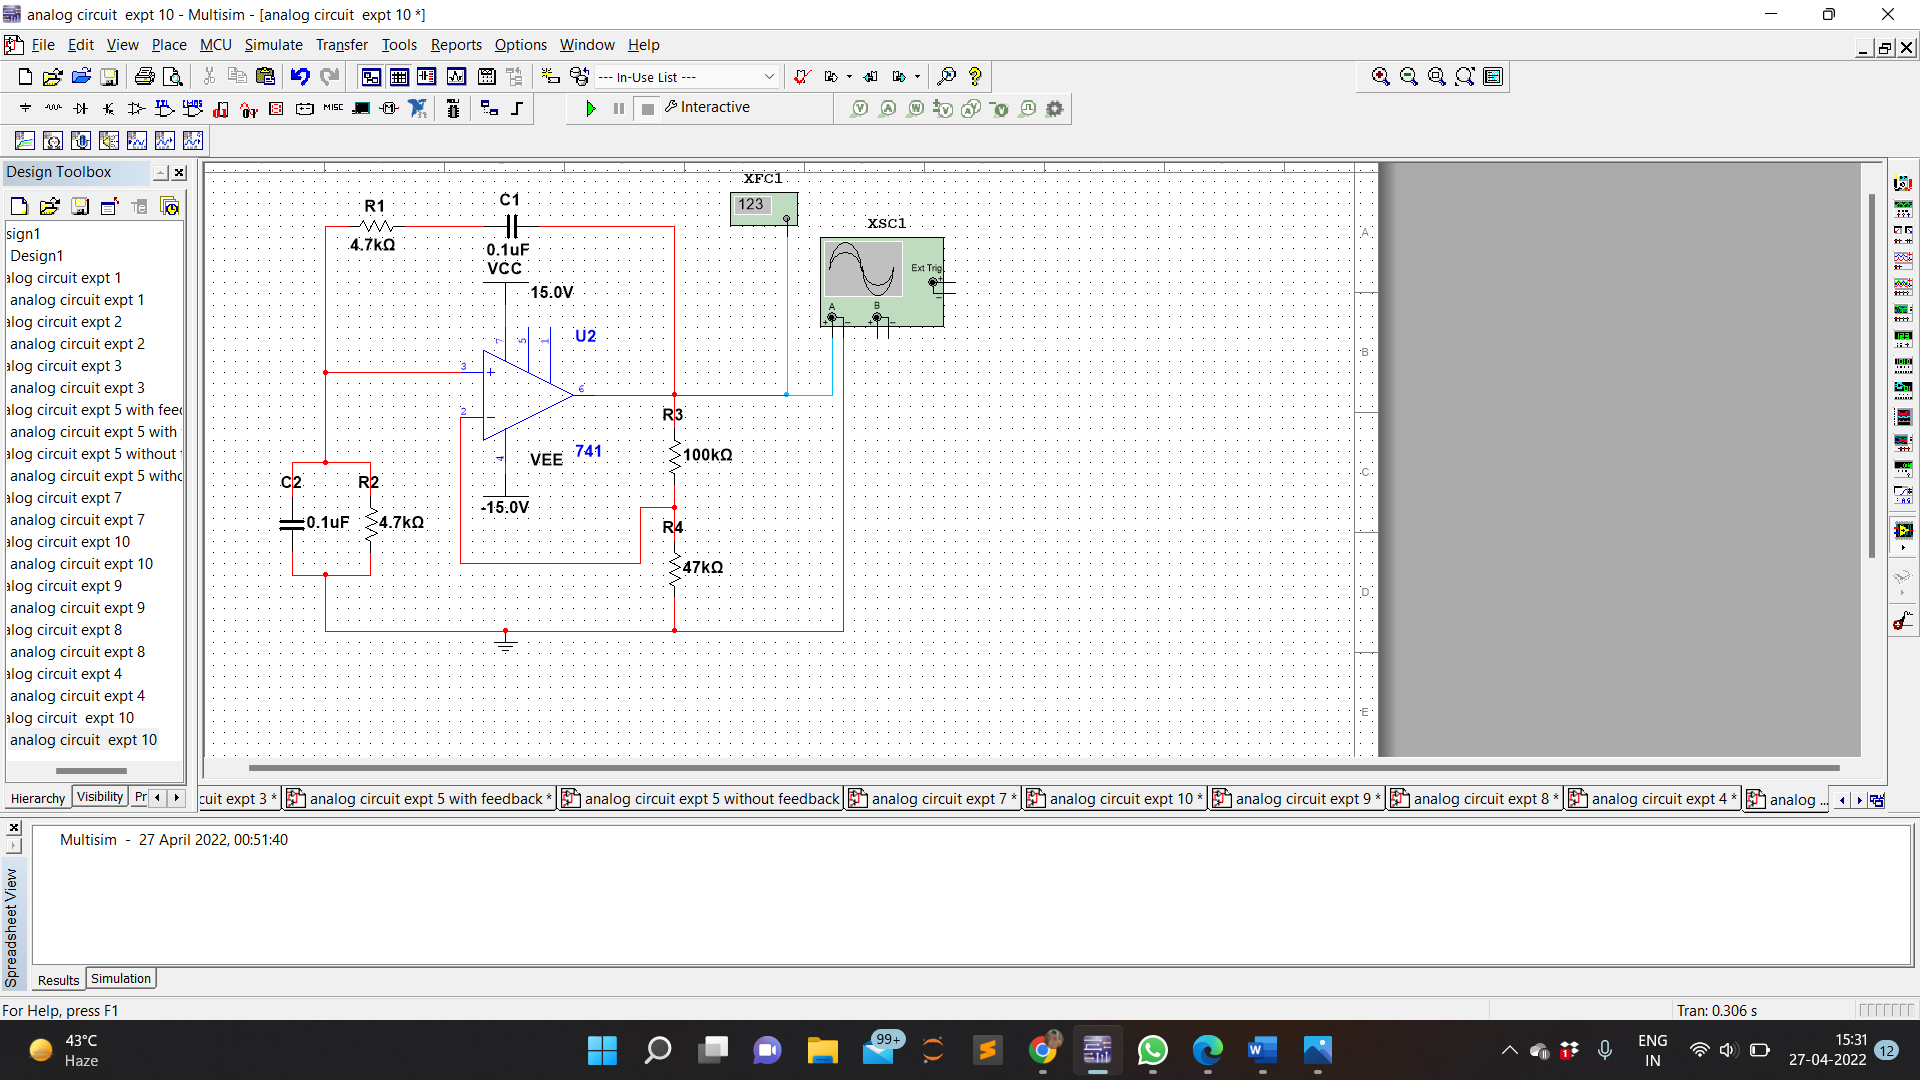 analog circuit  expt 10 - Multisim - [analog circuit  expt 10 *]
File Edit View Place MCU Simulate Transfer Tools Reports Options Window Help
--- In-Use List ---
MISC
Interactive
Design Toolbox
sign1
Design1
alog circuit expt 1
analog circuit expt 1
alog circuit expt 2
analog circuit expt 2
alog circuit expt 3
analog circuit expt 3
alog circuit expt 5 with feed
analog circuit expt 5 with
alog circuit expt 5 without
analog circuit expt 5 witho
alog circuit expt 7
analog circuit expt 7
alog circuit expt 10
analog circuit expt 10
alog circuit expt 9
analog circuit expt 9
alog circuit expt 8
analog circuit expt 8
alog circuit expt 4
analog circuit expt 4
alog circuit  expt 10
analog circuit  expt 10
Hierarchy Visibility Pr
R1
4.7kΩ
C1
0.1uF
VCC
15.0V
XFC1
123
XSC1
Ext Trig
+
−
A
B
+ − + −
U2
7 5 1
3 +
6
2 −
4
741
VEE
-15.0V
R3
100kΩ
R4
47kΩ
C2
0.1uF
R2
4.7kΩ
A
B
C
D
E
cuit expt 3 * analog circuit expt 5 with feedback * analog circuit expt 5 without feedback analog circuit expt 7 * analog circuit expt 10 * analog circuit expt 9 * analog circuit expt 8 * analog circuit expt 4 * analog ...
Spreadsheet View
Multisim  -  27 April 2022, 00:51:40
Results Simulation
For Help, press F1
Tran: 0.306 s
43°C
Haze
99+
1
ENG
IN
15:31
27-04-2022
12